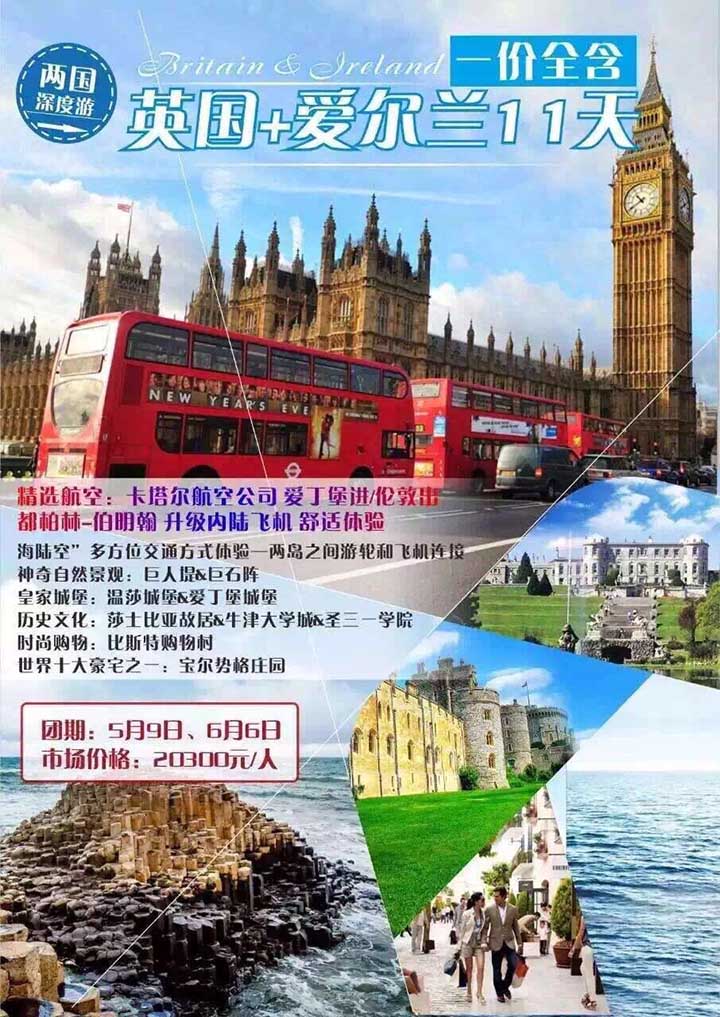 两国
深度游
Britain & Ireland
一价全含
英国+爱尔兰11天
NEW YEAR'S EVE
精选航空：卡塔尔航空公司 爱丁堡进/伦敦出
都柏林-伯明翰 升级内陆飞机 舒适体验
海陆空”多方位交通方式体验—两岛之间游轮和飞机连接
神奇自然景观：巨人堤&巨石阵
皇家城堡：温莎城堡&爱丁堡城堡
历史文化：莎士比亚故居&牛津大学城&圣三一学院
时尚购物：比斯特购物村
世界十大豪宅之一：宝尔势格庄园
团期：5月9日、6月6日
市场价格：20300元/人